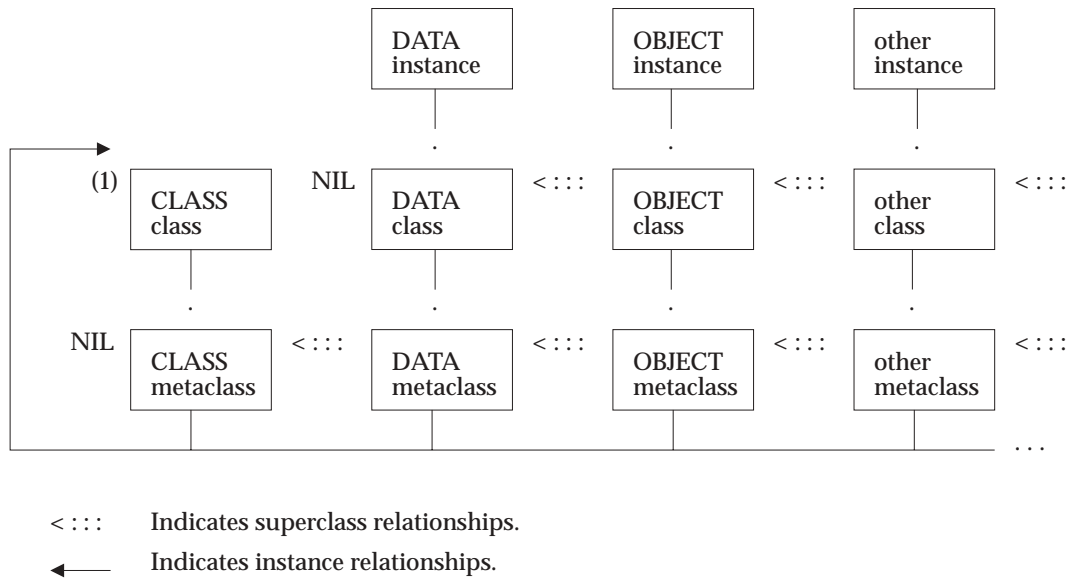 DATA
instance
OBJECT
instance
other
instance
. . .
(1)
CLASS
class
NIL
DATA
class
< : : :
OBJECT
class
< : : :
other
class
< : : :
. . . .
NIL
CLASS
metaclass
< : : :
DATA
metaclass
< : : :
OBJECT
metaclass
< : : :
other
metaclass
< : : :
. . .
< : : : Indicates superclass relationships.
Indicates instance relationships.